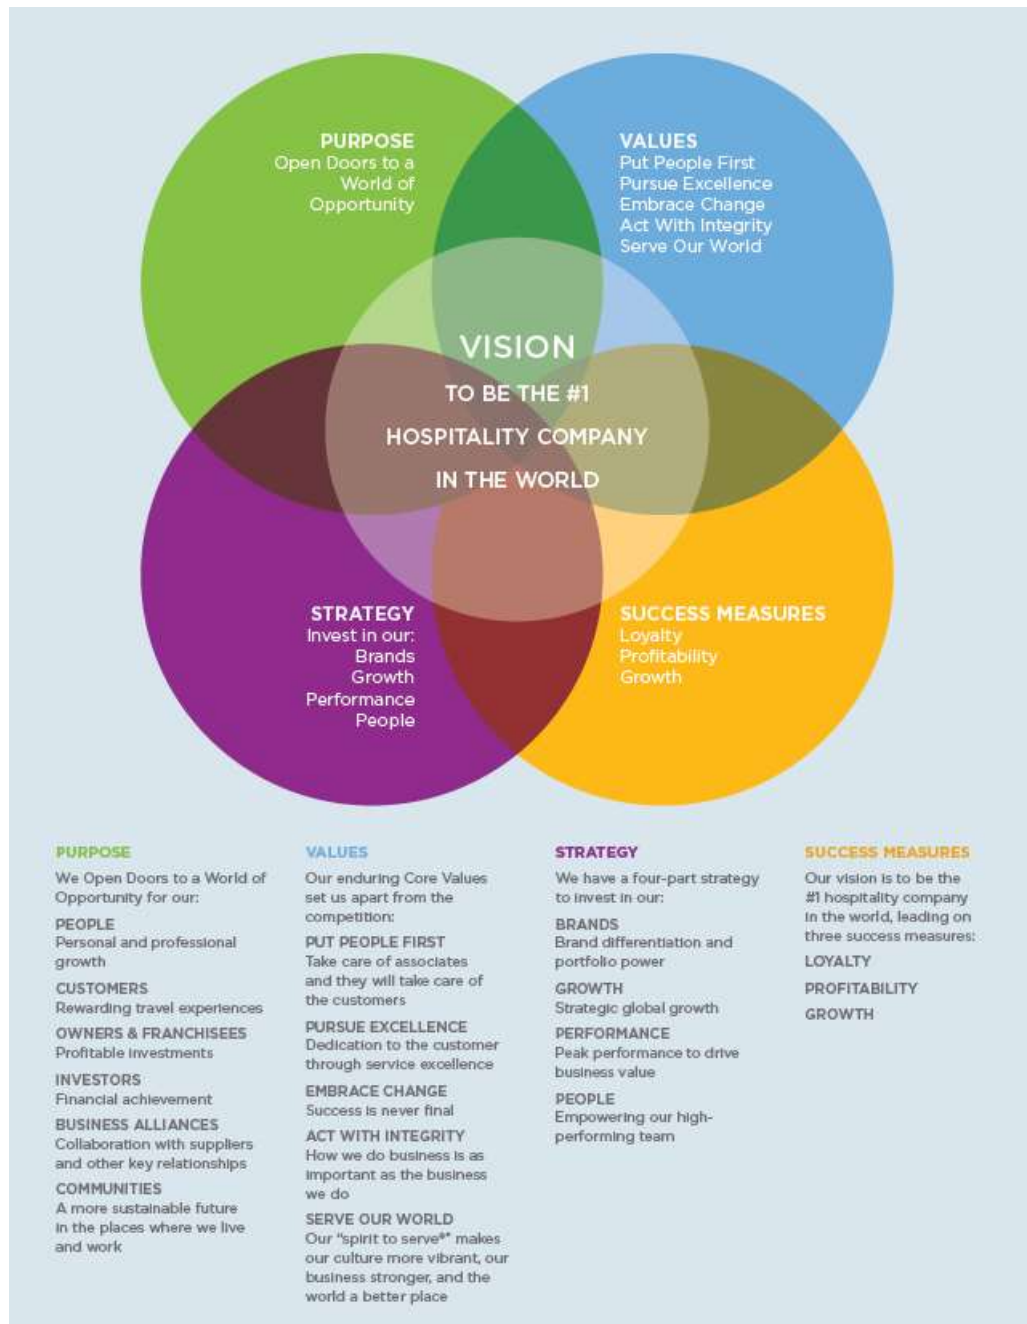 PURPOSE
Open Doors to a
World of
Opportunity
VALUES
Put People First
Pursue Excellence
Embrace Change
Act With Integrity
Serve Our World
VISION
TO BE THE #1
HOSPITALITY COMPANY
IN THE WORLD
STRATEGY
Invest in our:
Brands
Growth
Performance
People
SUCCESS MEASURES
Loyalty
Profitability
Growth
PURPOSE
We Open Doors to a World of
Opportunity for our:
PEOPLE
Personal and professional
growth
CUSTOMERS
Rewarding travel experiences
OWNERS & FRANCHISEES
Profitable investments
INVESTORS
Financial achievement
BUSINESS ALLIANCES
Collaboration with suppliers
and other key relationships
COMMUNITIES
A more sustainable future
in the places where we live
and work
VALUES
Our enduring Core Values
set us apart from the
competition:
PUT PEOPLE FIRST
Take care of associates
and they will take care of
the customers
PURSUE EXCELLENCE
Dedication to the customer
through service excellence
EMBRACE CHANGE
Success is never final
ACT WITH INTEGRITY
How we do business is as
important as the business
we do
SERVE OUR WORLD
Our “spirit to serve®” makes
our culture more vibrant, our
business stronger, and the
world a better place
STRATEGY
We have a four-part strategy
to invest in our:
BRANDS
Brand differentiation and
portfolio power
GROWTH
Strategic global growth
PERFORMANCE
Peak performance to drive
business value
PEOPLE
Empowering our high-
performing team
SUCCESS MEASURES
Our vision is to be the
#1 hospitality company
in the world, leading on
three success measures:
LOYALTY
PROFITABILITY
GROWTH